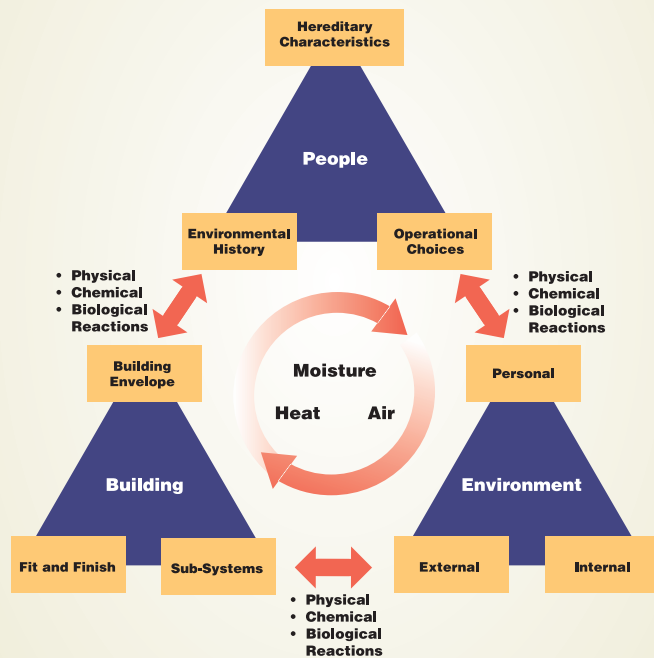 Hereditary
Characteristics
People
Environmental
History
Operational
Choices
• Physical
• Chemical
• Biological
Reactions
• Physical
• Chemical
• Biological
Reactions
Building
Envelope
Moisture
Heat
Air
Personal
Building
Environment
Fit and Finish
Sub-Systems
External
Internal
• Physical
• Chemical
• Biological
Reactions